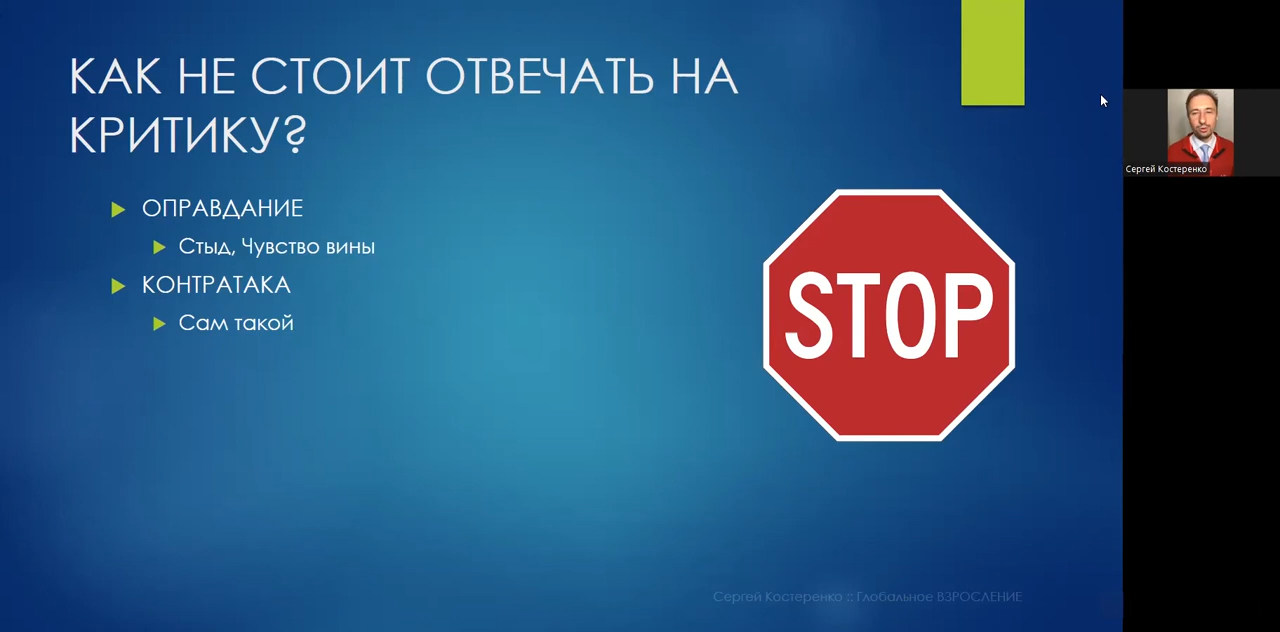 КАК НЕ СТОИТ ОТВЕЧАТЬ НА
КРИТИКУ?
ОПРАВДАНИЕ
Стыд, Чувство вины
КОНТРАТАКА
Сам такой
STOP
Сергей Костеренко
Сергей Костеренко :: Глобальное ВЗРОСЛЕНИЕ